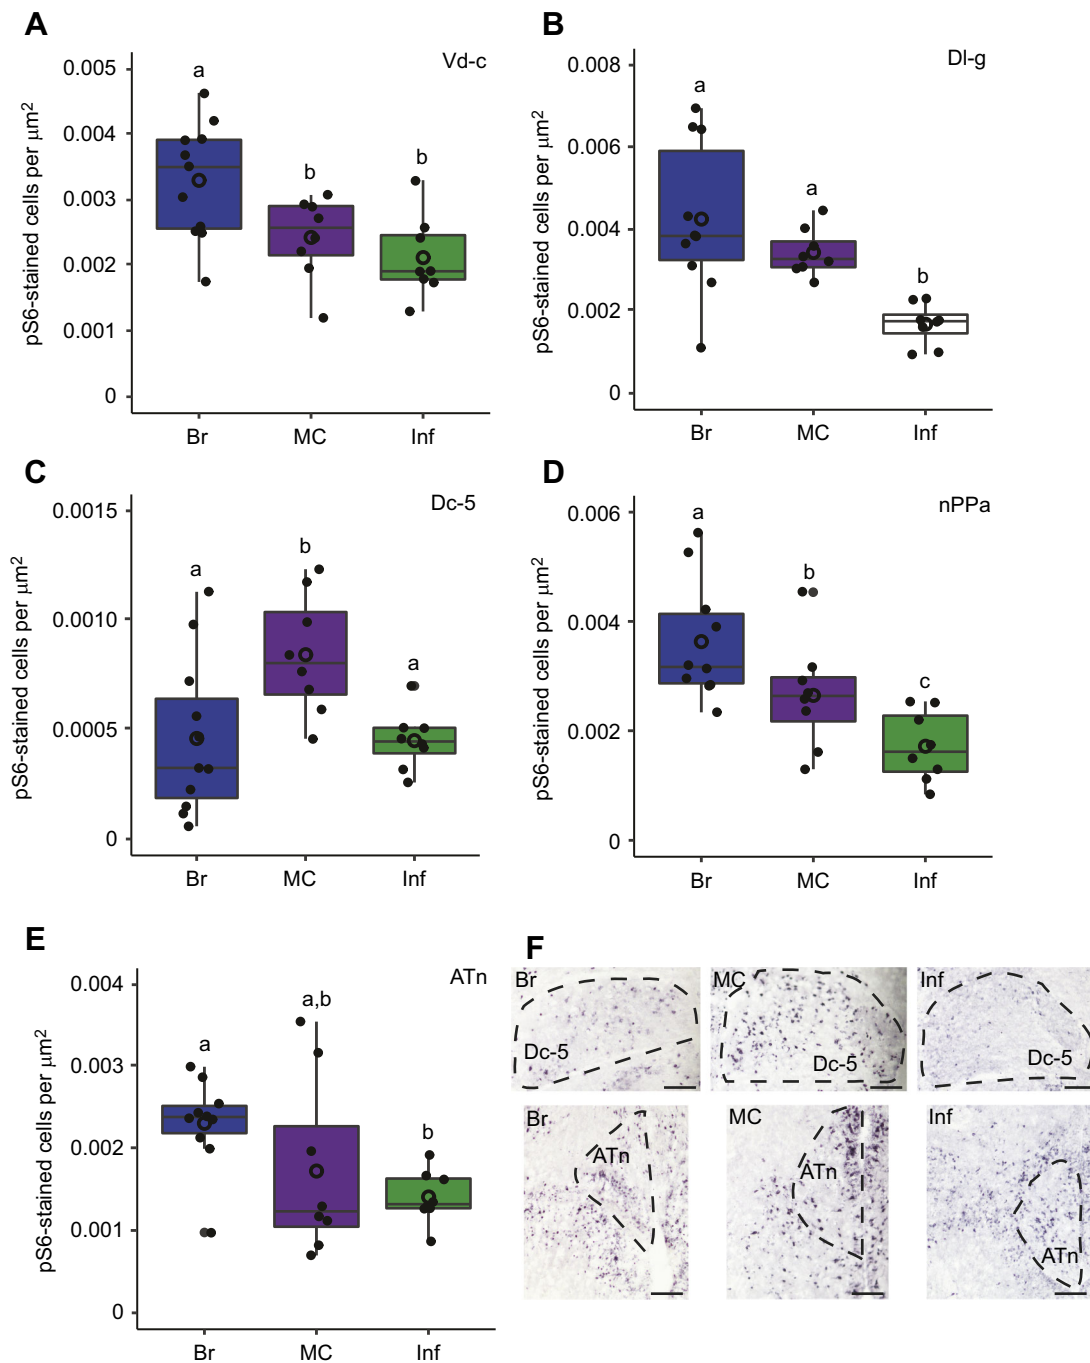 A
Vd-c
0.005
0.004
0.003
0.002
0.001
0
pS6-stained cells per μm2
a
b
b
Br
MC
Inf
B
Dl-g
0.008
0.006
0.004
0.002
0
pS6-stained cells per μm2
a
a
b
Br
MC
Inf
C
Dc-5
0.0015
0.0010
0.0005
0
pS6-stained cells per μm2
a
b
a
Br
MC
Inf
D
nPPa
0.006
0.004
0.002
0
pS6-stained cells per μm2
a
b
c
Br
MC
Inf
E
ATn
0.004
0.003
0.002
0.001
0
pS6-stained cells per μm2
a
a,b
b
Br
MC
Inf
F
Br
Dc-5
MC
Dc-5
Inf
Dc-5
Br
ATn
MC
ATn
Inf
ATn